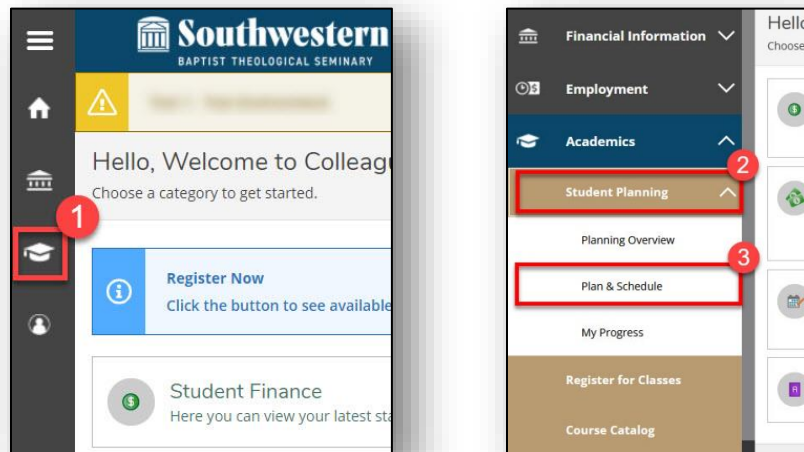 Southwestern
BAPTIST THEOLOGICAL SEMINARY
Hello, Welcome to Colleag
Choose a category to get started.
1
Register Now
Click the button to see available
Student Finance
Here you can view your latest sta
Hello
Choose
Financial Information
Employment
Academics
2
Student Planning
Planning Overview
3
Plan & Schedule
My Progress
Register for Classes
Course Catalog